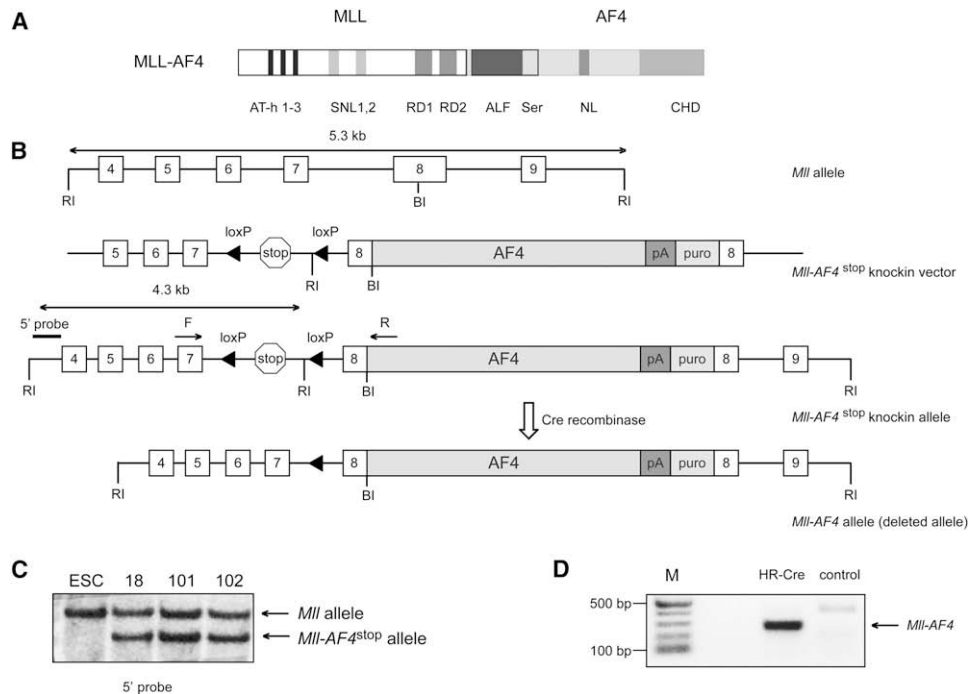 A
MLL AF4
MLL-AF4
AT-h 1-3 SNL1,2 RD1 RD2 ALF Ser NL CHD
B
5.3 kb
4 5 6 7 8 9
RI BI RI
Mll allele
loxP stop loxP
5 6 7 8 AF4 pA puro 8
RI BI
Mll-AF4 stop knockin vector
4.3 kb
5' probe F loxP loxP R
4 5 6 7 stop 8 AF4 pA puro 8 9
RI RI BI RI
Mll-AF4 stop knockin allele
Cre recombinase
4 5 6 7 8 AF4 pA puro 8 9
RI BI RI
Mll-AF4 allele (deleted allele)
C
ESC 18 101 102
Mll allele
Mll-AF4stop allele
5' probe
D
M HR-Cre control
500 bp
Mll-AF4
100 bp